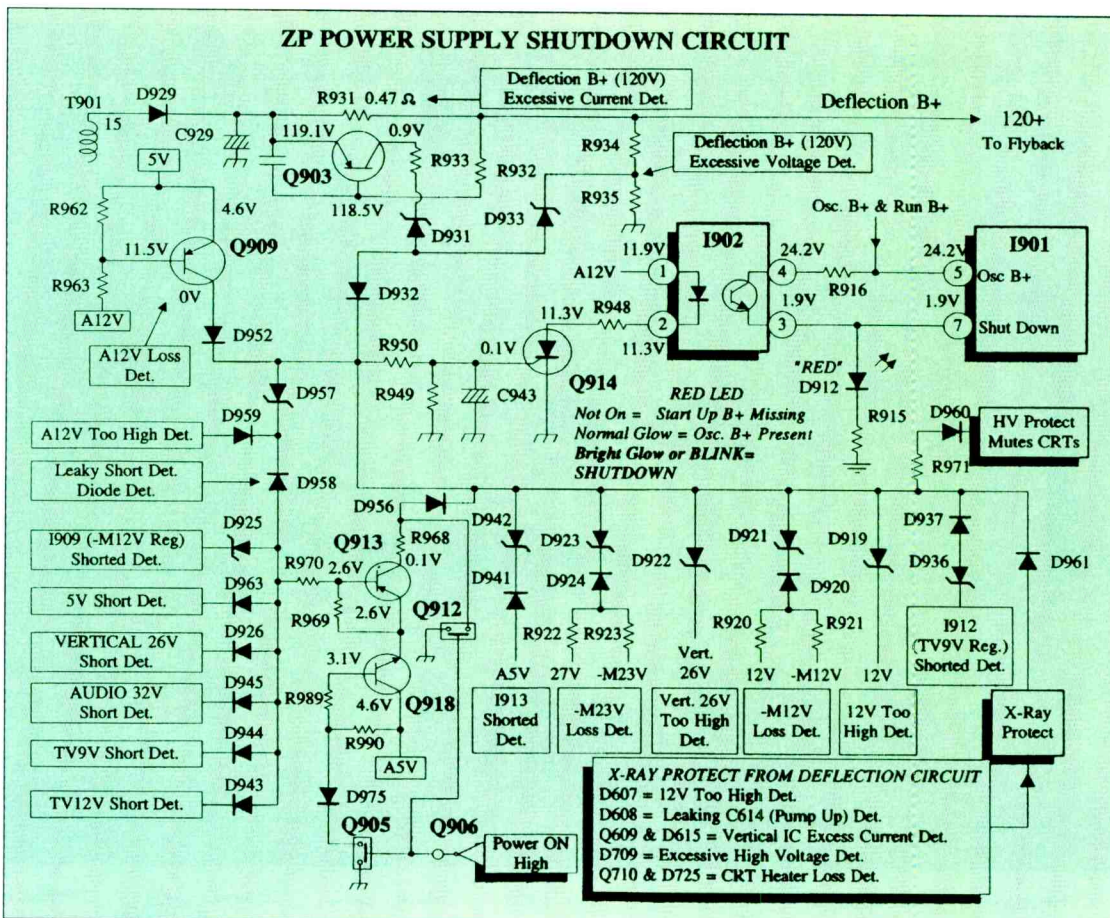 ZP POWER SUPPLY SHUTDOWN CIRCUIT
Deflection B+ (120V)
Excessive Current Det.
T901
15
D929
C929
R931 0.47 Ω
119.1V
0.9V
Q903
118.5V
R933
R932
D931
D933
R934
R935
Deflection B+
120+
To Flyback
Deflection B+ (120V)
Excessive Voltage Det.
5V
R962
4.6V
Q909
11.5V
R963
0V
A12V
D952
A12V Loss
Det.
D932
R950
R949
C943
0.1V
11.3V
R948
Q914
11.9V
A12V
1
2
11.3V
I902
24.2V
4
3
1.9V
R916
Osc. B+ & Run B+
I901
24.2V
5
Osc B+
1.9V
7
Shut Down
"RED"
D912
R915
RED LED
Not On = Start Up B+ Missing
Normal Glow = Osc. B+ Present
Bright Glow or BLINK=
SHUTDOWN
D960
HV Protect
Mutes CRTs
R971
D957
D959
A12V Too High Det.
Leaky Short Det.
Diode Det.
D958
D925
I909 (-M12V Reg)
Shorted Det.
D963
5V Short Det.
D926
VERTICAL 26V
Short Det.
D945
AUDIO 32V
Short Det.
D944
TV9V Short Det.
D943
TV12V Short Det.
D956
R968
Q913
0.1V
R970
2.6V
R969
2.6V
Q912
3.1V
R989
4.6V
Q918
R990
A5V
D975
Q905
Q906
Power ON
High
D942
D941
A5V
I913
Shorted
Det.
D923
D924
R922
R923
27V
-M23V
-M23V
Loss Det.
D922
Vert.
26V
Vert. 26V
Too High
Det.
D921
D920
R920
R921
12V
-M12V
-M12V
Loss Det.
D919
12V
12V Too
High Det.
D937
D936
I912
(TV9V Reg.)
Shorted Det.
D961
X-Ray
Protect
X-RAY PROTECT FROM DEFLECTION CIRCUIT
D607 = 12V Too High Det.
D608 = Leaking C614 (Pump Up) Det.
Q609 & D615 = Vertical IC Excess Current Det.
D709 = Excessive High Voltage Det.
Q710 & D725 = CRT Heater Loss Det.